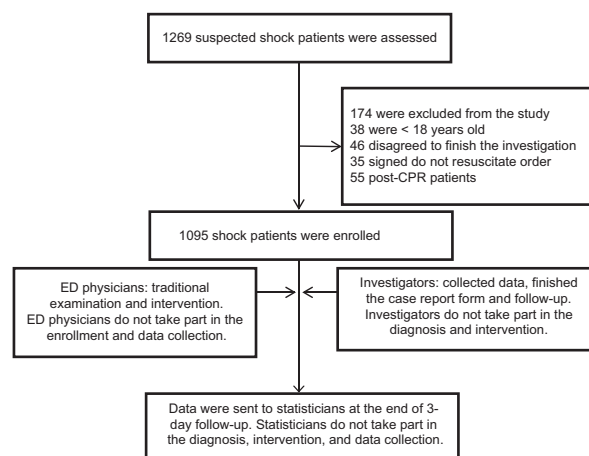 1269 suspected shock patients were assessed
174 were excluded from the study
38 were < 18 years old
46 disagreed to finish the investigation
35 signed do not resuscitate order
55 post-CPR patients
1095 shock patients were enrolled
ED physicians: traditional
examination and intervention.
ED physicians do not take part in the
enrollment and data collection.
Investigators: collected data, finished
the case report form and follow-up.
Investigators do not take part in the
diagnosis and intervention.
Data were sent to statisticians at the end of 3-
day follow-up. Statisticians do not take part
in the diagnosis, intervention, and data collection.